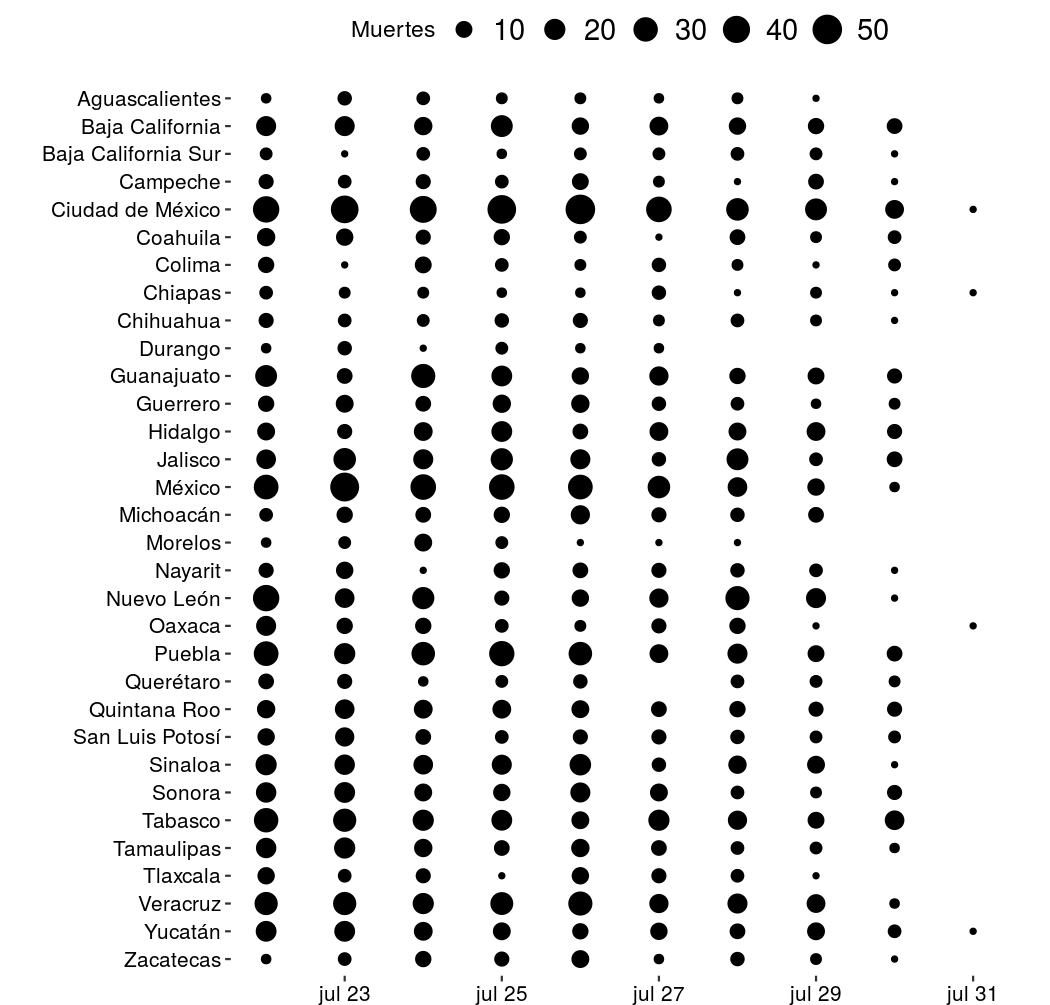 Muertes 10 20 30 40 50
Aguascalientes
Baja California
Baja California Sur
Campeche
Ciudad de México
Coahuila
Colima
Chiapas
Chihuahua
Durango
Guanajuato
Guerrero
Hidalgo
Jalisco
México
Michoacán
Morelos
Nayarit
Nuevo León
Oaxaca
Puebla
Querétaro
Quintana Roo
San Luis Potosí
Sinaloa
Sonora
Tabasco
Tamaulipas
Tlaxcala
Veracruz
Yucatán
Zacatecas
jul 23 jul 25 jul 27 jul 29 jul 31